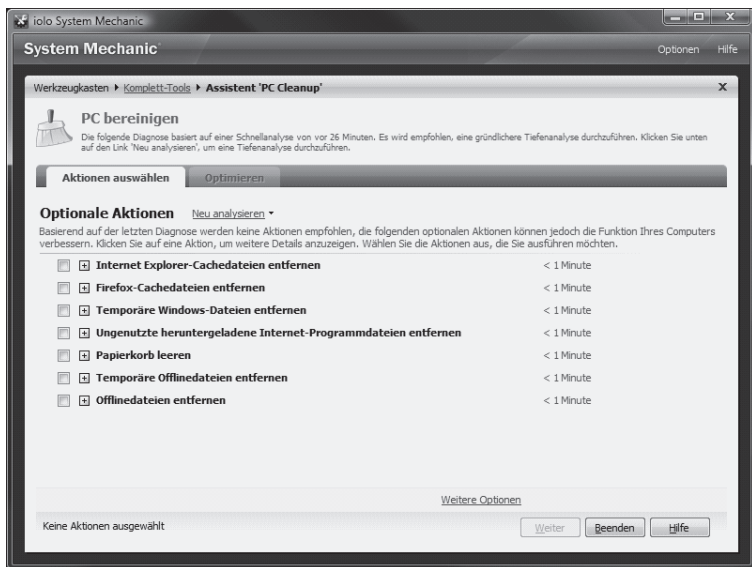 iolo System Mechanic
System Mechanic
Optionen Hilfe
Werkzeugkasten Komplett-Tools Assistent 'PC Cleanup' X
PC bereinigen
Die folgende Diagnose basiert auf einer Schnellanalyse von vor 26 Minuten. Es wird empfohlen, eine gründlichere Tiefenanalyse durchzuführen. Klicken Sie unten
auf den Link 'Neu analysieren', um eine Tiefenanalyse durchzuführen.
Aktionen auswählen Optimieren
Optionale Aktionen Neu analysieren
Basierend auf der letzten Diagnose werden keine Aktionen empfohlen, die folgenden optionalen Aktionen können jedoch die Funktion Ihres Computers
verbessern. Klicken Sie auf eine Aktion, um weitere Details anzuzeigen. Wählen Sie die Aktionen aus, die Sie ausführen möchten.
Internet Explorer-Cachedateien entfernen < 1 Minute
Firefox-Cachedateien entfernen < 1 Minute
Temporäre Windows-Dateien entfernen < 1 Minute
Ungenutzte heruntergeladene Internet-Programmdateien entfernen < 1 Minute
Papierkorb leeren < 1 Minute
Temporäre Offlinedateien entfernen < 1 Minute
Offlinedateien entfernen < 1 Minute
Weitere Optionen
Keine Aktionen ausgewählt Weiter Beenden Hilfe